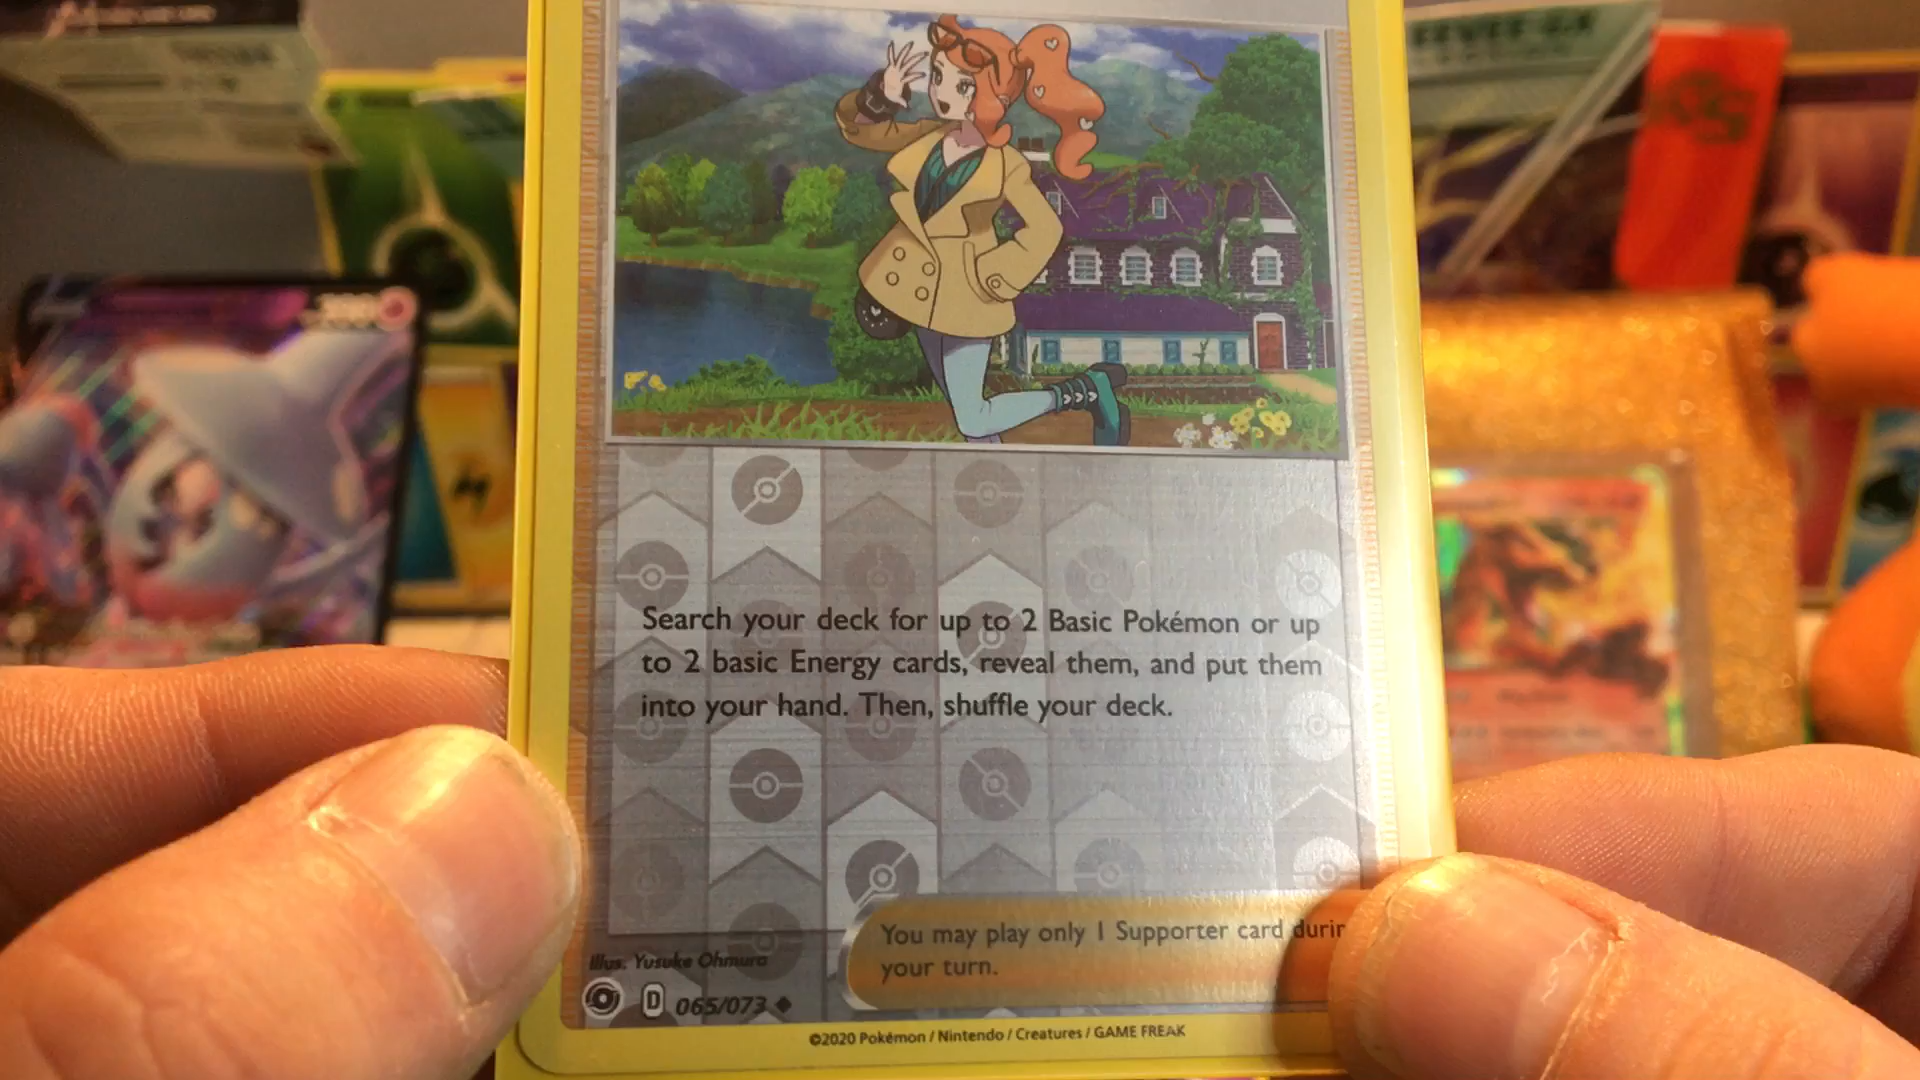 Search your deck for up to 2 Basic Pokémon or up
to 2 basic Energy cards, reveal them, and put them
into your hand. Then, shuffle your deck.
You may play only 1 Supporter card durin
your turn.
Illus. Yusuke Ohmura
D 065/073
©2020 Pokémon / Nintendo / Creatures / GAME FREAK